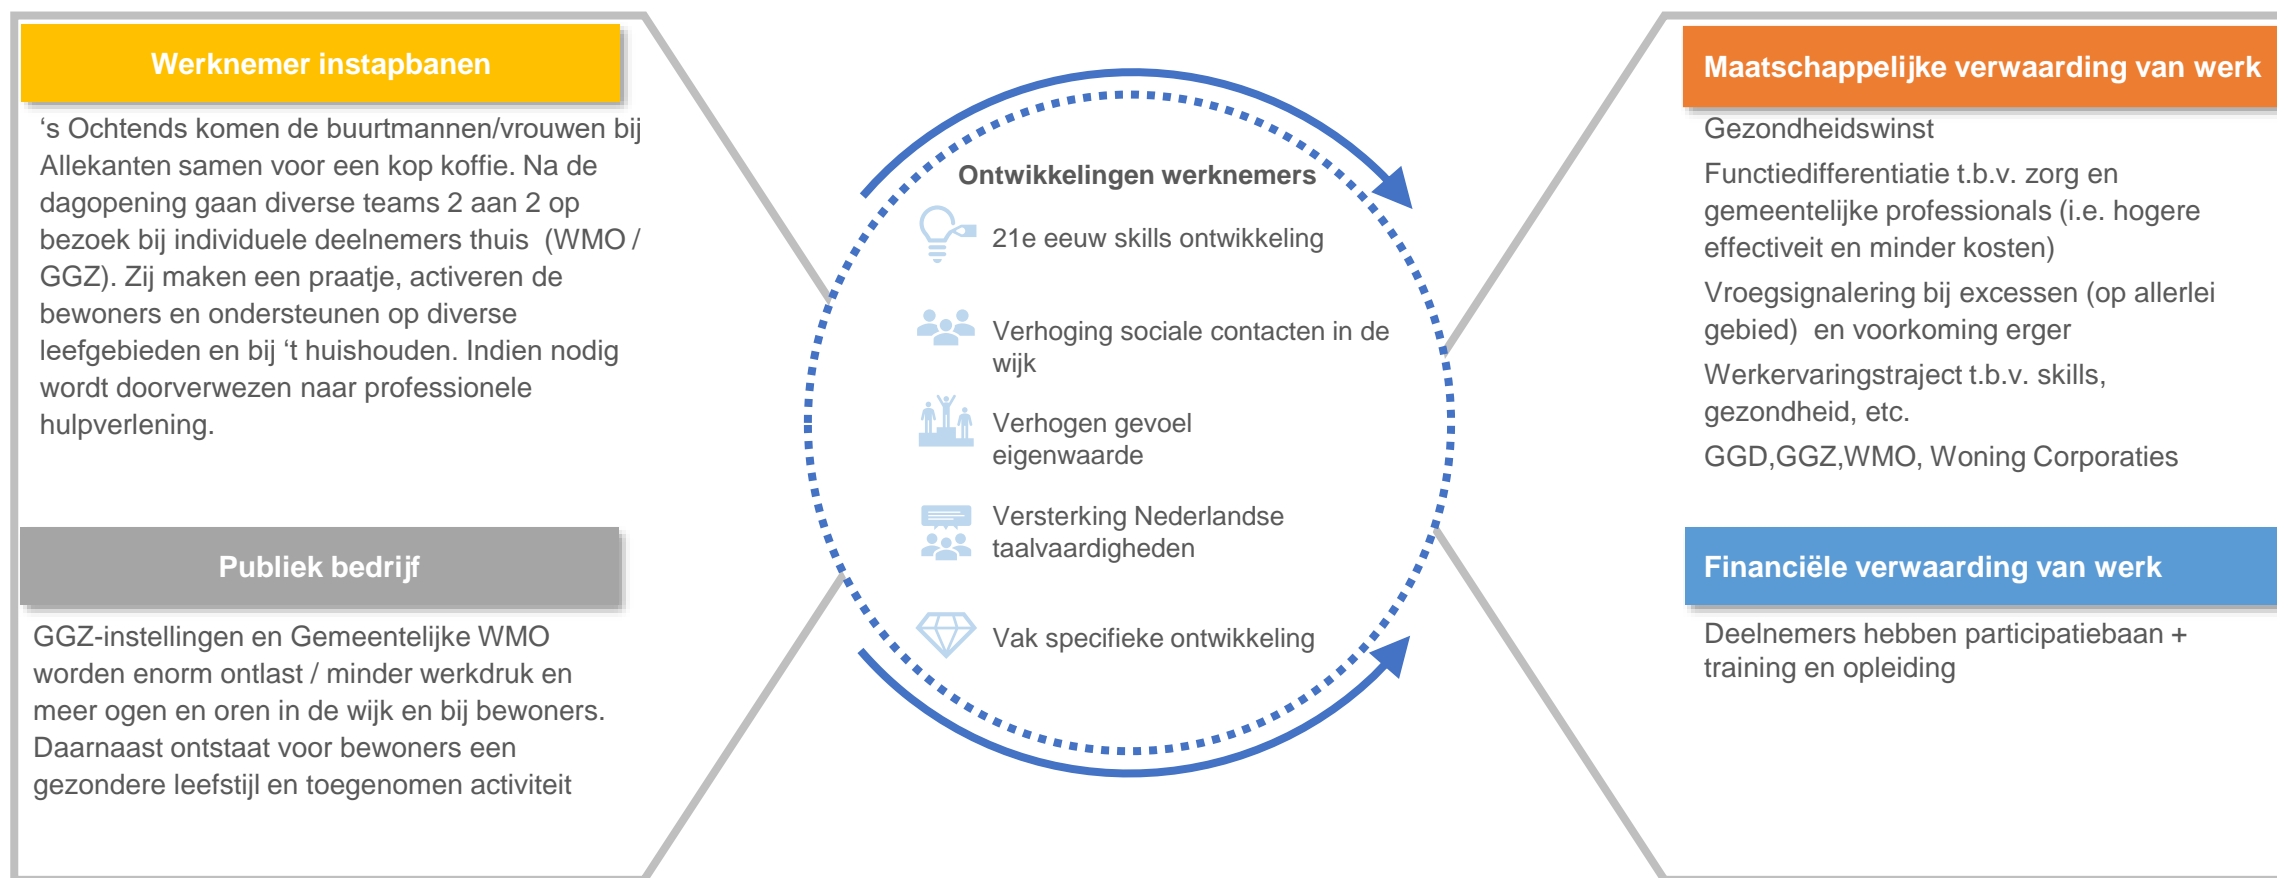 Werknemer instapbanen
‘s Ochtends komen de buurtmannen/vrouwen bij
Allekanten samen voor een kop koffie. Na de
dagopening gaan diverse teams 2 aan 2 op
bezoek bij individuele deelnemers thuis (WMO /
GGZ). Zij maken een praatje, activeren de
bewoners en ondersteunen op diverse
leefgebieden en bij ‘t huishouden. Indien nodig
wordt doorverwezen naar professionele
hulpverlening.
Publiek bedrijf
GGZ-instellingen en Gemeentelijke WMO
worden enorm ontlast / minder werkdruk en
meer ogen en oren in de wijk en bij bewoners.
Daarnaast ontstaat voor bewoners een
gezondere leefstijl en toegenomen activiteit
Ontwikkelingen werknemers
21e eeuw skills ontwikkeling
Verhoging sociale contacten in de
wijk
Verhogen gevoel
eigenwaarde
Versterking Nederlandse
taalvaardigheden
Vak specifieke ontwikkeling
Maatschappelijke verwaarding van werk
Gezondheidswinst
Functiedifferentiatie t.b.v. zorg en
gemeentelijke professionals (i.e. hogere
effectiveit en minder kosten)
Vroegsignalering bij excessen (op allerlei
gebied) en voorkoming erger
Werkervaringstraject t.b.v. skills,
gezondheid, etc.
GGD,GGZ,WMO, Woning Corporaties
Financiële verwaarding van werk
Deelnemers hebben participatiebaan +
training en opleiding